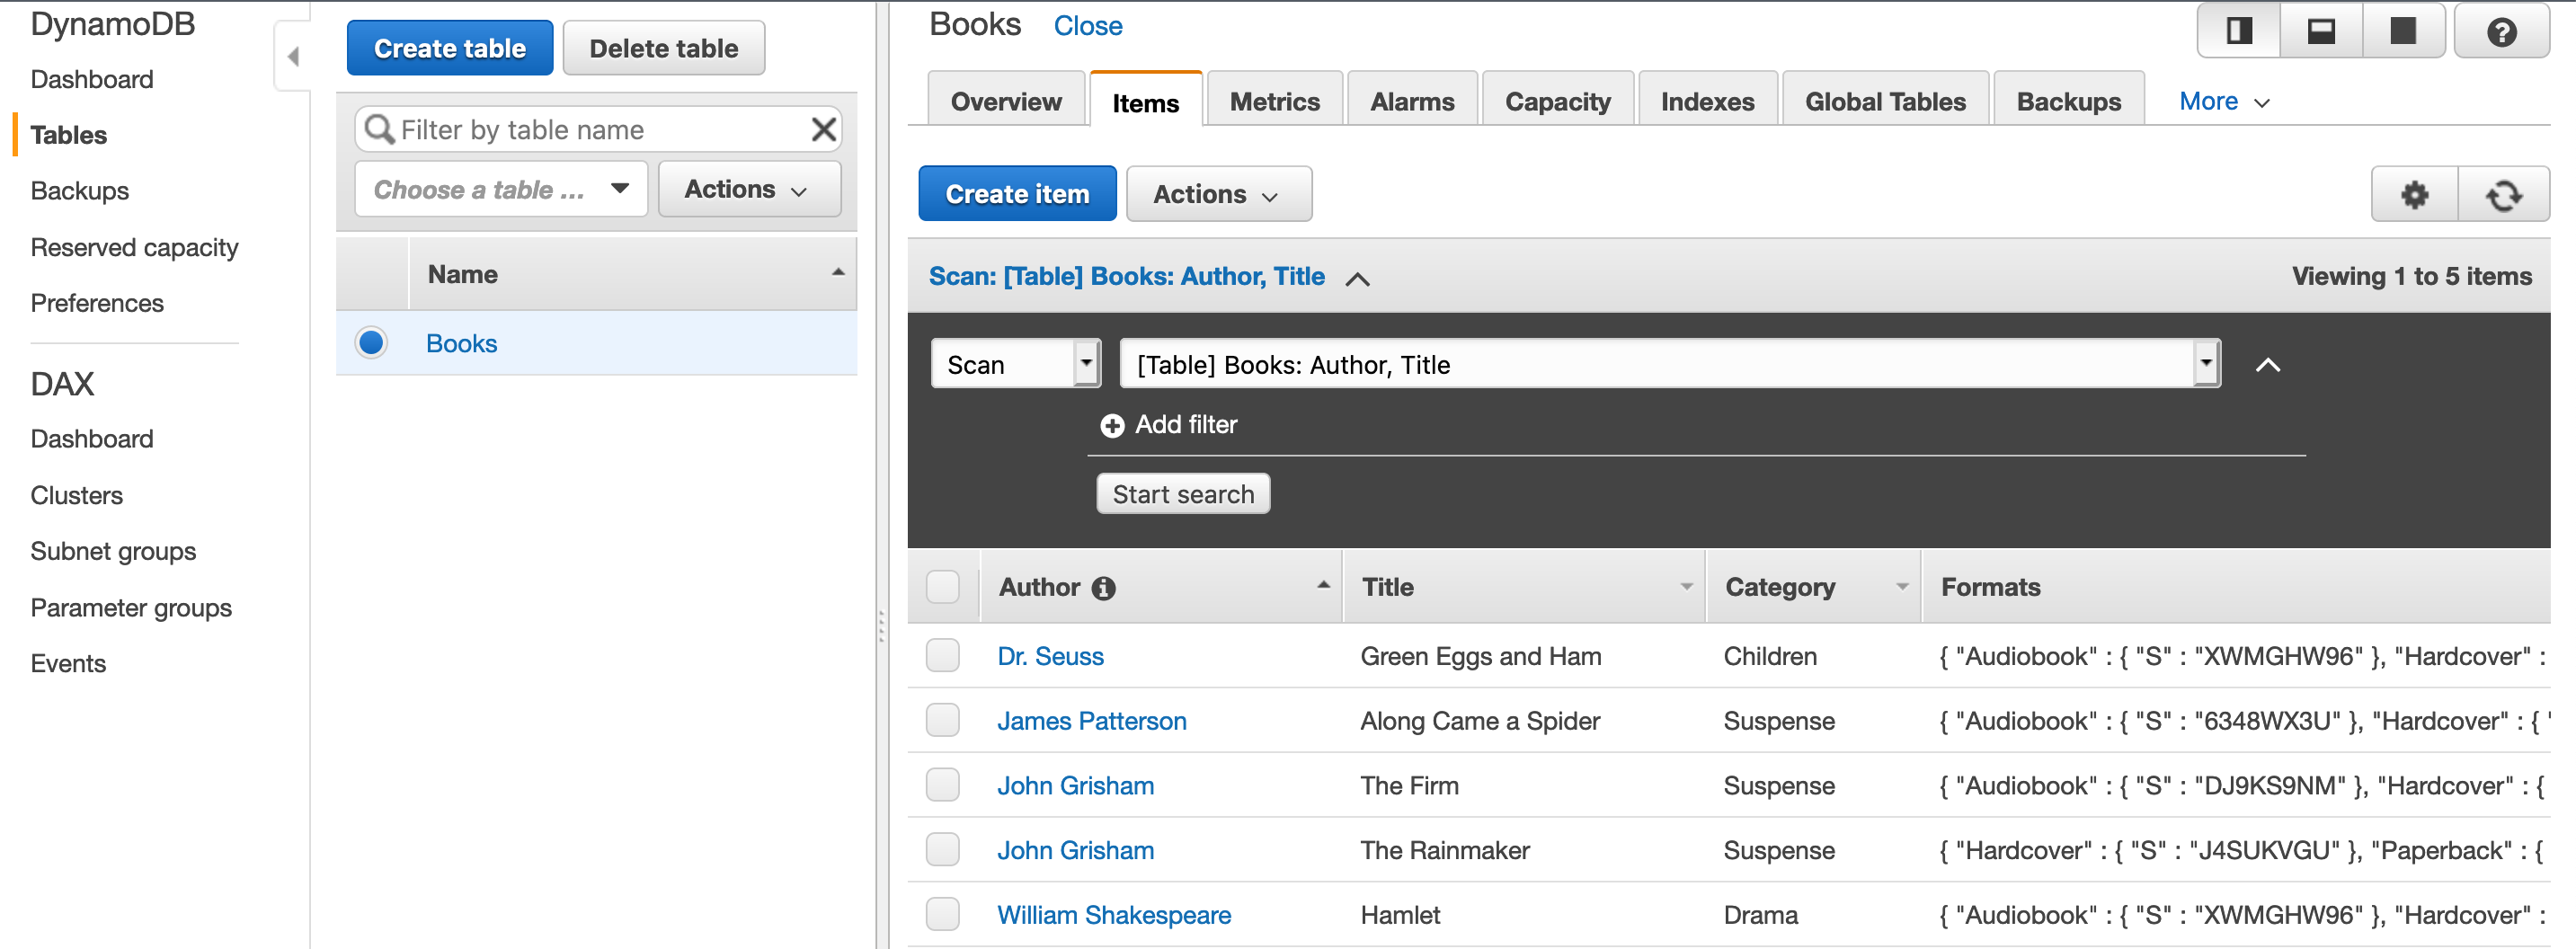 DynamoDB
Dashboard
Tables
Backups
Reserved capacity
Preferences
DAX
Dashboard
Clusters
Subnet groups
Parameter groups
Events
Create table Delete table
Filter by table name
Choose a table ... Actions
Name
Books
Books Close
Overview Items Metrics Alarms Capacity Indexes Global Tables Backups More
Create item Actions
Scan: [Table] Books: Author, Title Viewing 1 to 5 items
Scan [Table] Books: Author, Title
Add filter
Start search
Author Title Category Formats
Dr. Seuss Green Eggs and Ham Children { "Audiobook" : { "S" : "XWMGHW96" }, "Hardcover" :
James Patterson Along Came a Spider Suspense { "Audiobook" : { "S" : "6348WX3U" }, "Hardcover" : { "
John Grisham The Firm Suspense { "Audiobook" : { "S" : "DJ9KS9NM" }, "Hardcover" : {
John Grisham The Rainmaker Suspense { "Hardcover" : { "S" : "J4SUKVGU" }, "Paperback" : {
William Shakespeare Hamlet Drama { "Audiobook" : { "S" : "XWMGHW96" }, "Hardcover" :